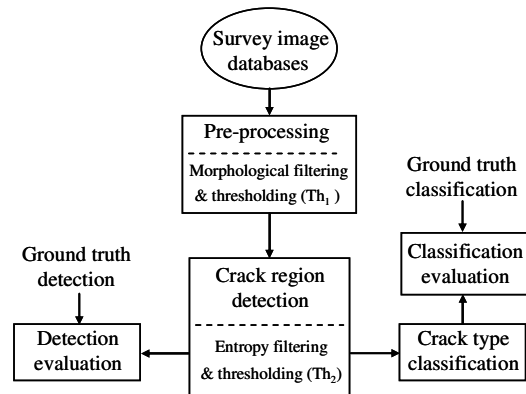 Survey image
databases
Pre-processing
Morphological filtering
& thresholding (Th1 )
Ground truth
classification
Classification
evaluation
Ground truth
detection
Crack region
detection
Entropy filtering
& thresholding (Th2)
Detection
evaluation
Crack type
classification